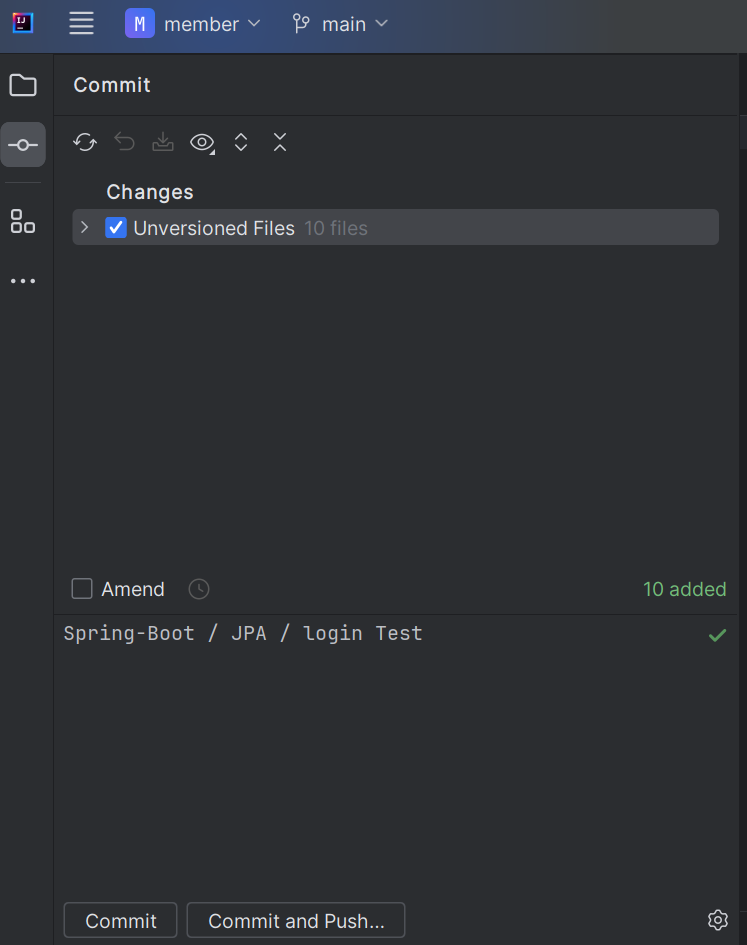 IJ
M member main
Commit
Changes
Unversioned Files 10 files
Amend 10 added
Spring-Boot / JPA / login Test
Commit Commit and Push...